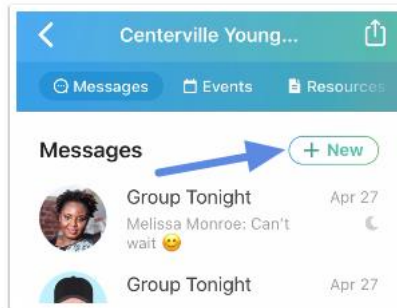 Centerville Young...
Messages Events Resources
Messages + New
Group Tonight Apr 27
Melissa Monroe: Can't
wait 😊
Group Tonight Apr 27